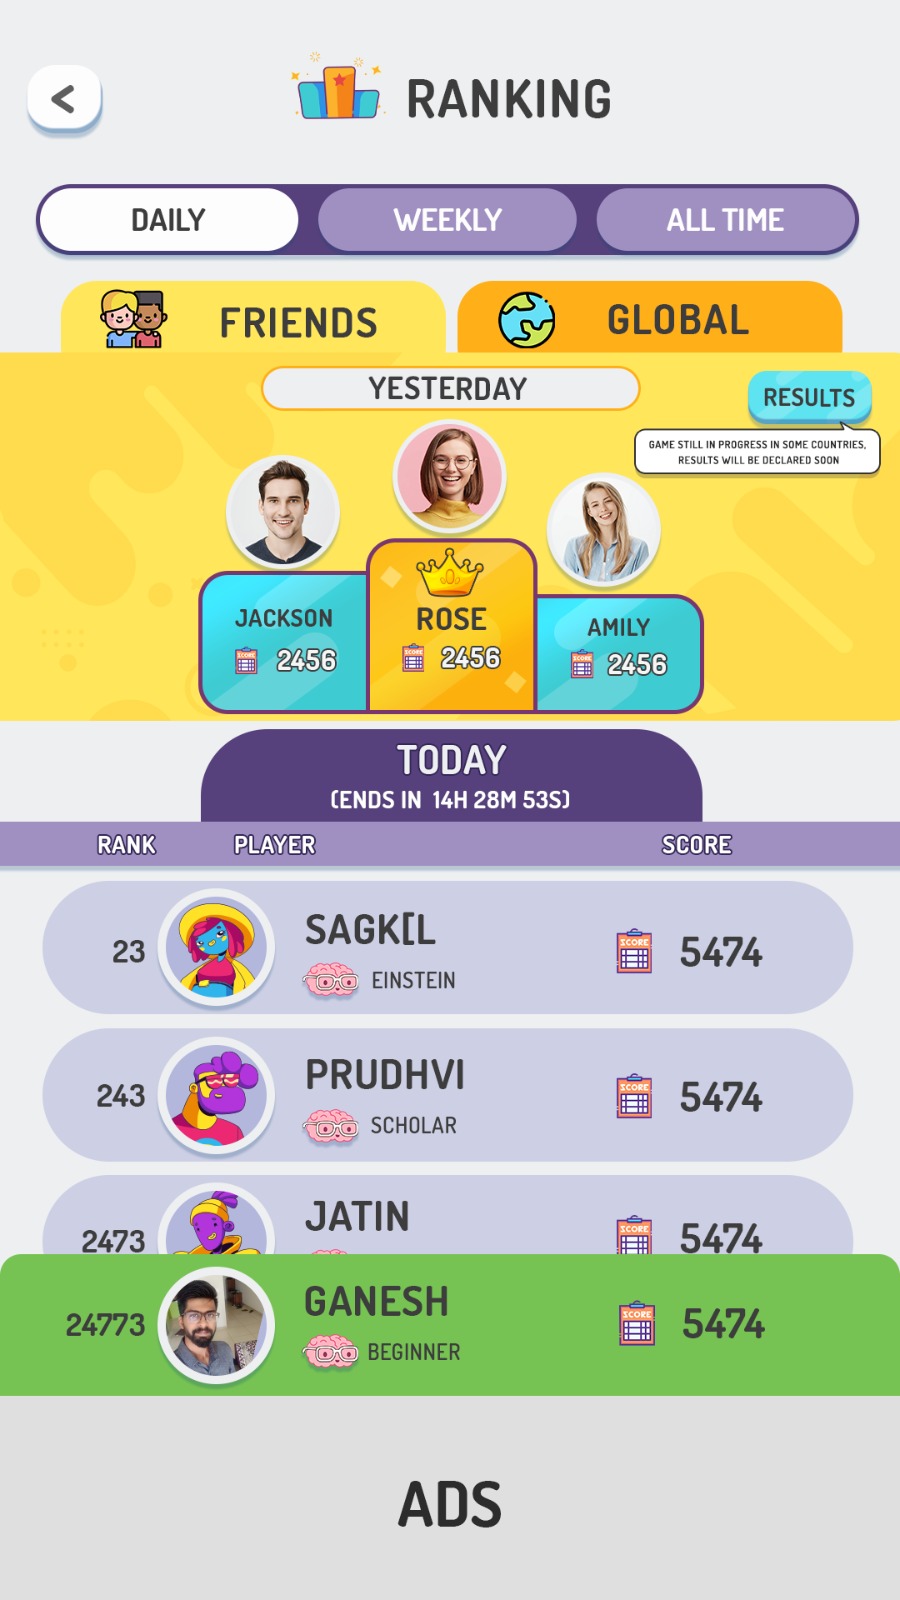 <
RANKING
DAILY WEEKLY ALL TIME
FRIENDS GLOBAL
YESTERDAY
RESULTS
GAME STILL IN PROGRESS IN SOME COUNTRIES,
RESULTS WILL BE DECLARED SOON
JACKSON
SCORE 2456
ROSE
SCORE 2456
AMILY
SCORE 2456
TODAY
(ENDS IN 14H 28M 53S)
RANK PLAYER SCORE
23 SAGK[L SCORE 5474
EINSTEIN
243 PRUDHVI SCORE 5474
SCHOLAR
2473 JATIN SCORE 5474
24773 GANESH SCORE 5474
BEGINNER
ADS